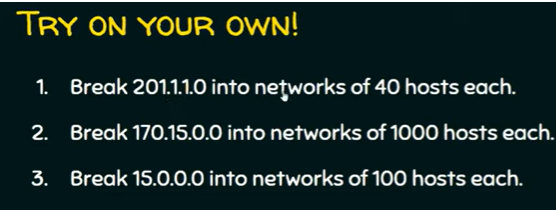 TRY ON YOUR OWN!
1. Break 201.1.1.0 into networks of 40 hosts each.
2. Break 170.15.0.0 into networks of 1000 hosts each.
3. Break 15.0.0.0 into networks of 100 hosts each.